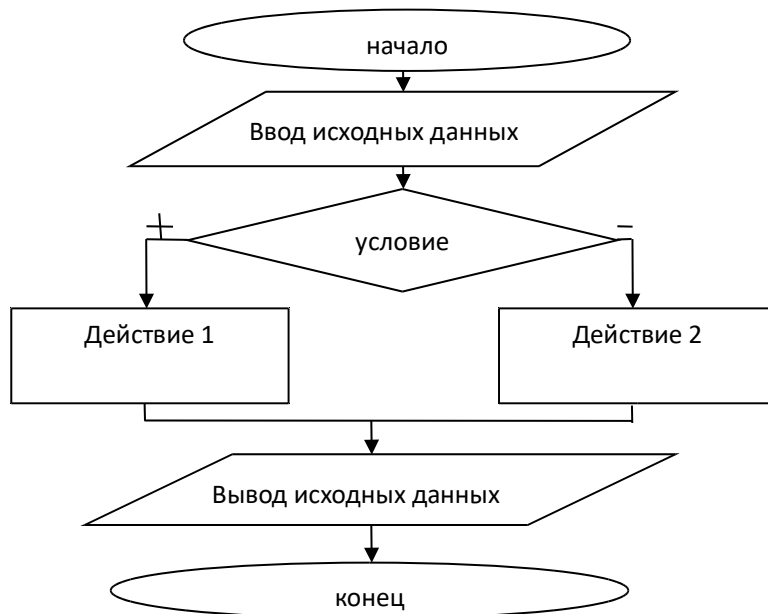 начало
Ввод исходных данных
+
–
условие
Действие 1
Действие 2
Вывод исходных данных
конец